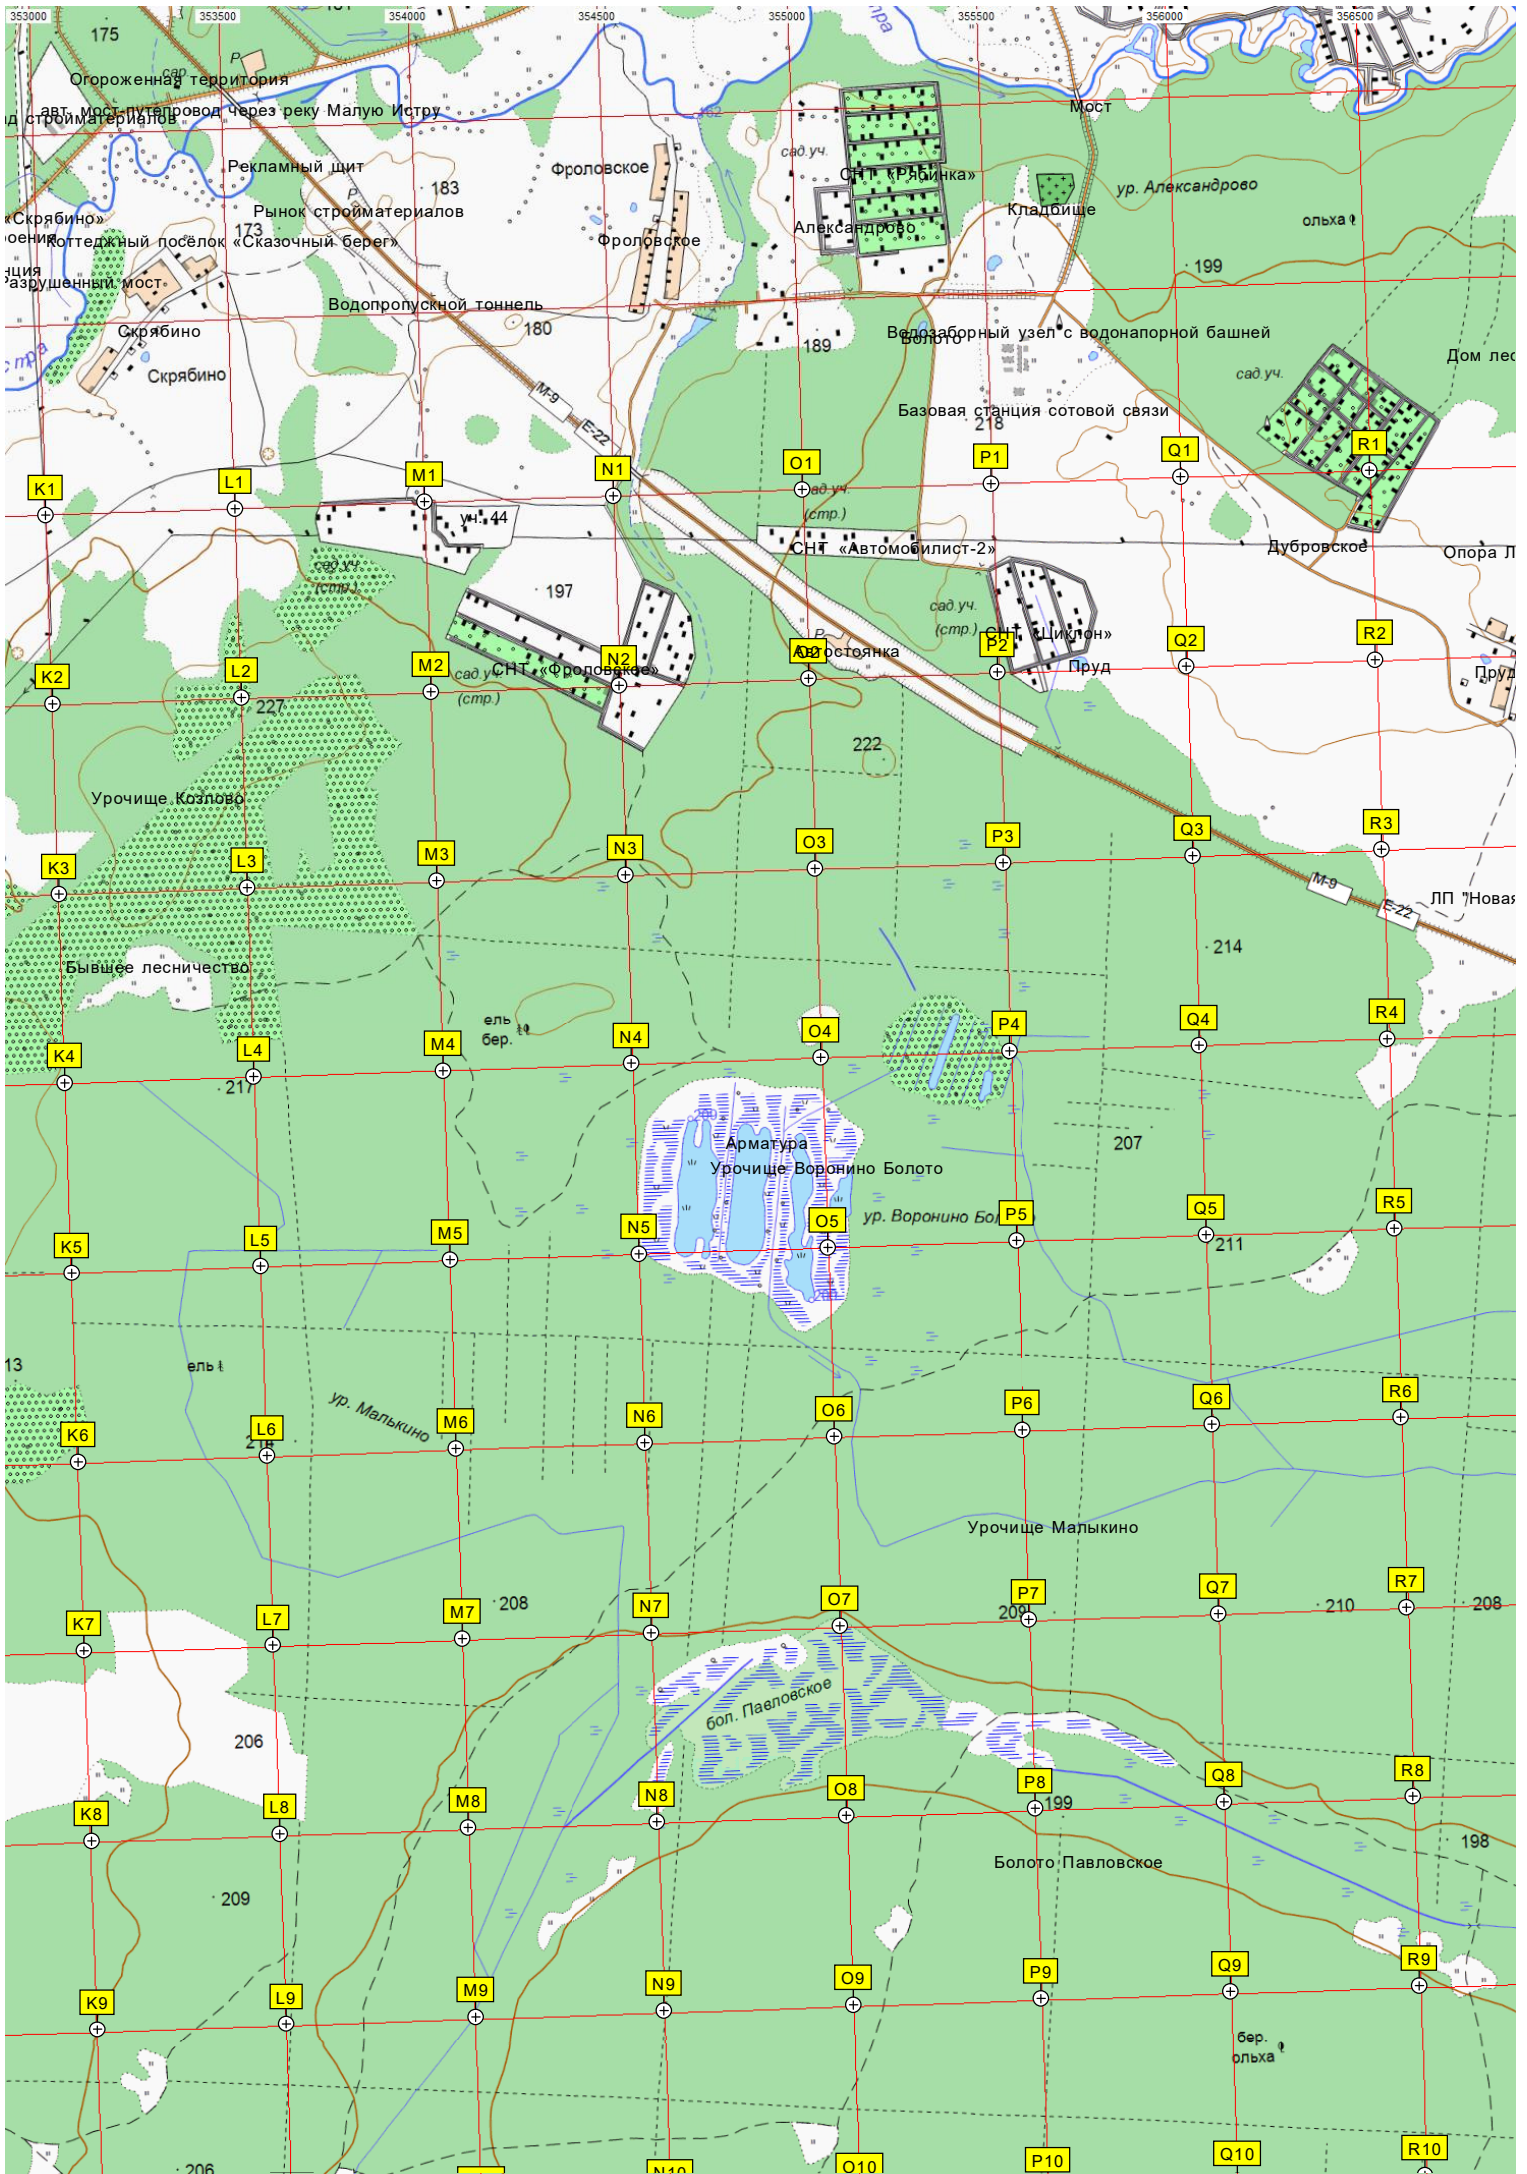 353000 353500 354000 354500 355000 355500 356000 356500
175
Р
сар.
Огороженная территория
авт. мост-путепровод через реку Малую Истру
стройматериалов
162
Мост
Рекламный щит
183
Р
Фроловское
сад.уч.
СНТ «Рябинка»
ур. Александрово
Рынок стройматериалов
Кладбище
ольха
«Скрябино»
173
Коттеджный посёлок «Сказочный берег»
Фроловское
Александрово
199
Разрушенный мост
Водопропускной тоннель
Скрябино
180
189
Водозаборный узел с водонапорной башней
Болото
Дом лес
Скрябино
сад.уч.
М-9
Е-22
Базовая станция сотовой связи
218
K1 L1 M1 N1 O1 P1 Q1 R1
сад.уч.
(стр.)
уч. 44
СНТ «Автомобилист-2»
Дубровское
Опора Л
сад.уч.
(стр.)
197
сад.уч.
(стр.)
СНТ «Циклон»
Р
Автостоянка
K2 L2 M2 N2 O2 P2 Q2 R2
СНТ «Фроловское»
сад.уч.
(стр.)
Пруд
Пруд
227
222
Урочище Козлово
K3 L3 M3 N3 O3 P3 Q3 R3
М-9
Е-22
ЛП "Новая
214
Бывшее лесничество
ель
бер.
K4 L4 M4 N4 O4 P4 Q4 R4
217
200
Арматура
207
Урочище Воронино Болото
ур. Воронино Бол
K5 L5 M5 N5 O5 P5 Q5 R5
211
13
ель
ур. Малькино
K6 L6 M6 N6 O6 P6 Q6 R6
Урочище Малыкино
K7 L7 M7 N7 O7 P7 Q7 R7
208
209
210
208
бол. Павловское
206
K8 L8 M8 N8 O8 P8 Q8 R8
199
198
Болото Павловское
209
K9 L9 M9 N9 O9 P9 Q9 R9
бер.
ольха
206
N10 O10 P10 Q10 R10